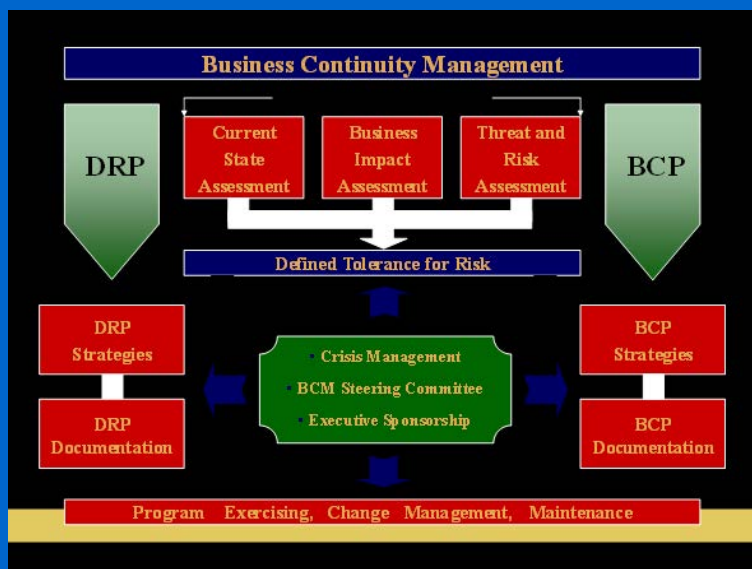 Business Continuity Management
DRP
Current
State
Assessment
Business
Impact
Assessment
Threat and
Risk
Assessment
BCP
Defined Tolerance for Risk
DRP
Strategies
DRP
Documentation
• Crisis Management
• BCM Steering Committee
• Executive Sponsorship
BCP
Strategies
BCP
Documentation
Program Exercising, Change Management, Maintenance